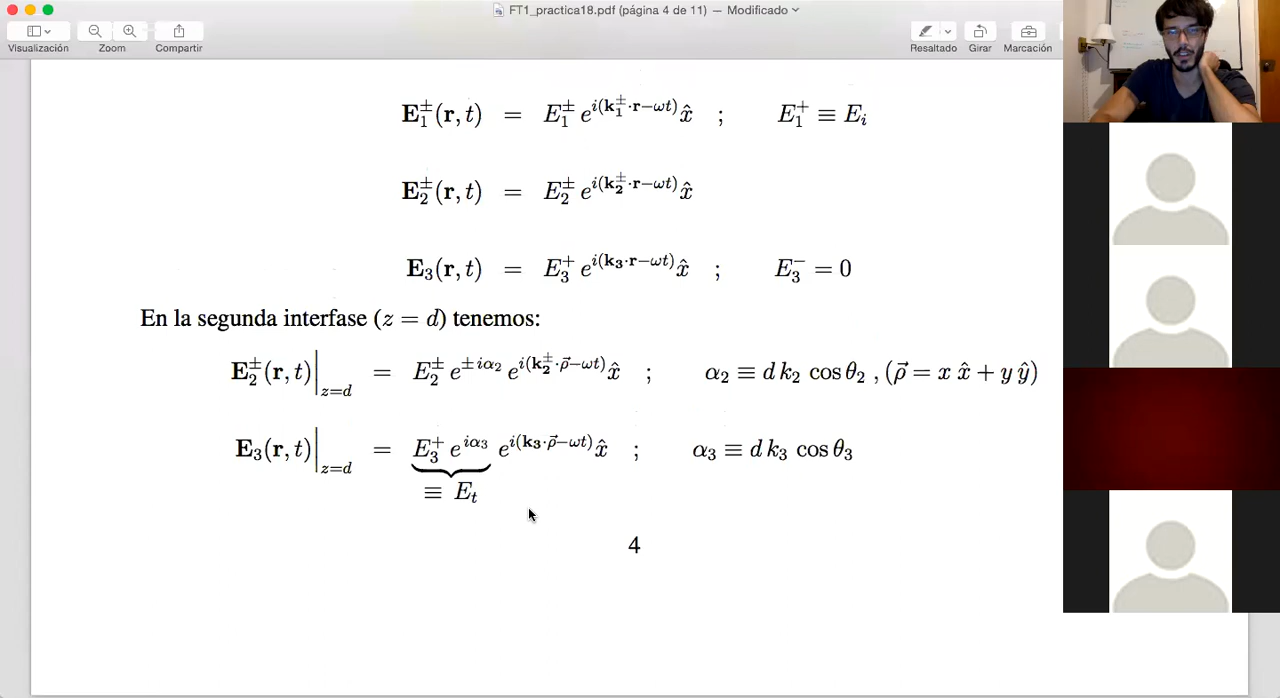 FT1_practica18.pdf (página 4 de 11) — Modificado
Visualización Zoom Compartir Resaltado Girar Marcación
E₁^±(r, t) = E₁^± e^{i(k₁^±·r−ωt)} x̂ ; E₁^+ ≡ E_i
E₂^±(r, t) = E₂^± e^{i(k₂^±·r−ωt)} x̂
E₃(r, t) = E₃^+ e^{i(k₃·r−ωt)} x̂ ; E₃^− = 0
En la segunda interfase (z = d) tenemos:
E₂^±(r, t)|_{z=d} = E₂^± e^{±iα₂} e^{i(k₂^±·ρ⃗−ωt)} x̂ ; α₂ ≡ d k₂ cos θ₂ , (ρ⃗ = x x̂ + y ŷ)
E₃(r, t)|_{z=d} = E₃^+ e^{iα₃} e^{i(k₃·ρ⃗−ωt)} x̂ ; α₃ ≡ d k₃ cos θ₃
≡ E_t
4